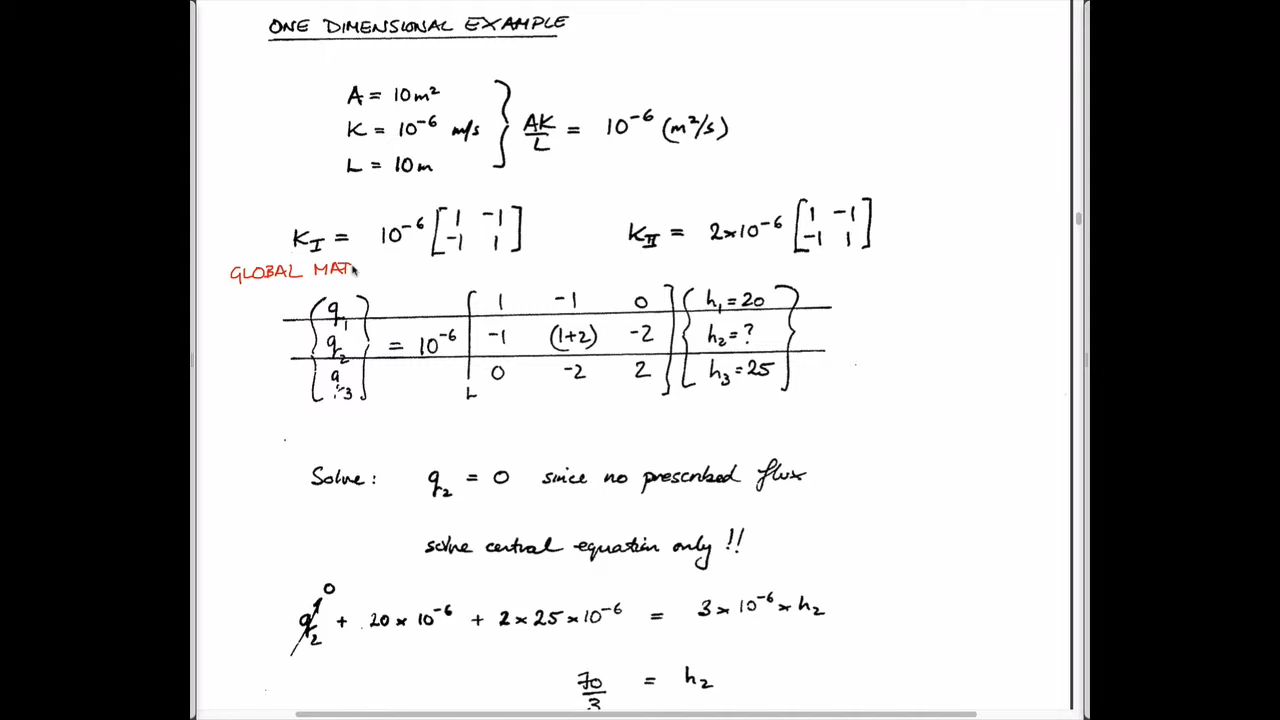 ONE DIMENSIONAL EXAMPLE
A = 10m²
K = 10⁻⁶ m/s } AK/L = 10⁻⁶ (m²/s)
L = 10m
K_I = 10⁻⁶ [1 -1; -1 1]   K_II = 2×10⁻⁶ [1 -1; -1 1]
GLOBAL MAT
{q₁} [1 -1 0] {h₁=20}
{q₂} = 10⁻⁶ [-1 (1+2) -2] {h₂=?}
{q₃} [0 -2 2] {h₃=25}
Solve: q₂ = 0 since no prescribed flux
solve central equation only !!
q₂ 0 + 20×10⁻⁶ + 2×25×10⁻⁶ = 3×10⁻⁶×h₂
70/3 = h₂